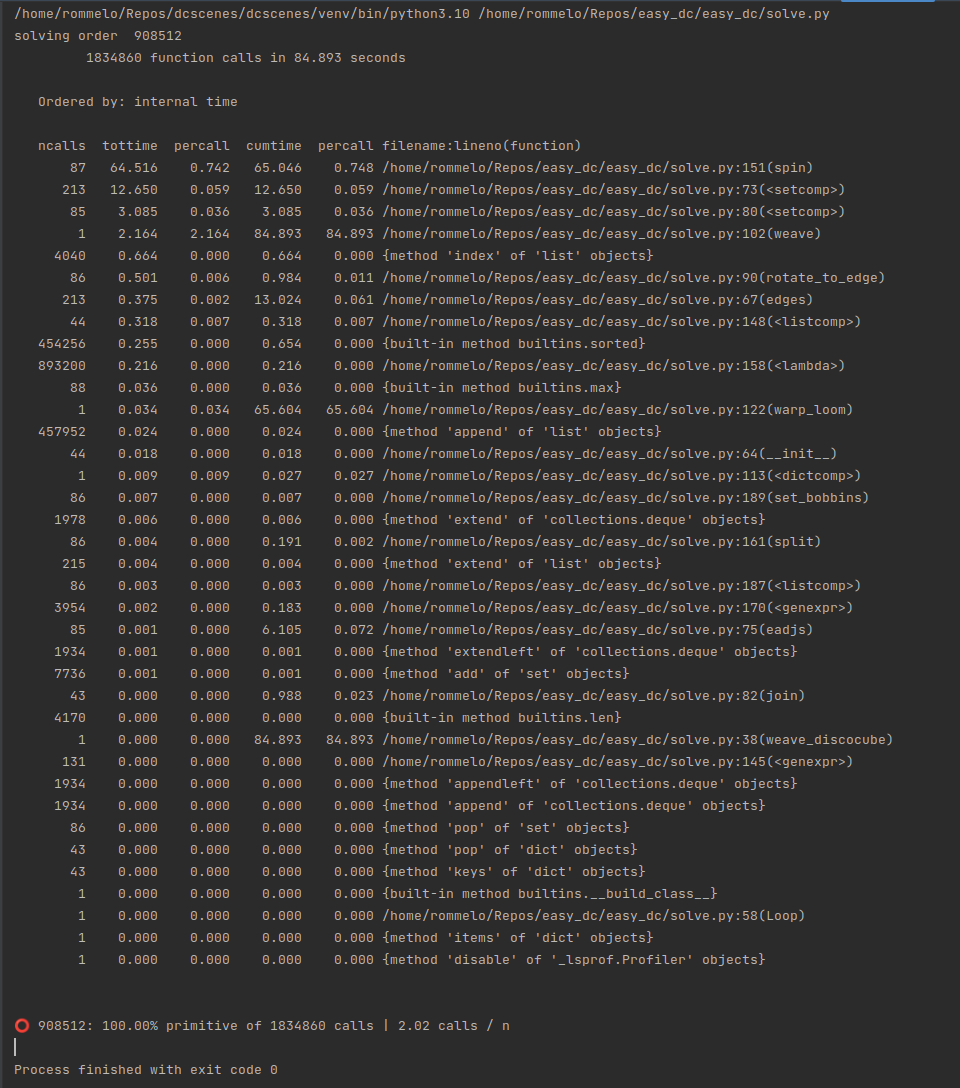 /home/rommelo/Repos/dcscenes/dcscenes/venv/bin/python3.10 /home/rommelo/Repos/easy_dc/easy_dc/solve.py
solving order  908512
         1834860 function calls in 84.893 seconds

   Ordered by: internal time

   ncalls  tottime  percall  cumtime  percall filename:lineno(function)
       87   64.516    0.742   65.046    0.748 /home/rommelo/Repos/easy_dc/easy_dc/solve.py:151(spin)
      213   12.650    0.059   12.650    0.059 /home/rommelo/Repos/easy_dc/easy_dc/solve.py:73(<setcomp>)
       85    3.085    0.036    3.085    0.036 /home/rommelo/Repos/easy_dc/easy_dc/solve.py:80(<setcomp>)
        1    2.164    2.164   84.893   84.893 /home/rommelo/Repos/easy_dc/easy_dc/solve.py:102(weave)
     4040    0.664    0.000    0.664    0.000 {method 'index' of 'list' objects}
       86    0.501    0.006    0.984    0.011 /home/rommelo/Repos/easy_dc/easy_dc/solve.py:90(rotate_to_edge)
      213    0.375    0.002   13.024    0.061 /home/rommelo/Repos/easy_dc/easy_dc/solve.py:67(edges)
       44    0.318    0.007    0.318    0.007 /home/rommelo/Repos/easy_dc/easy_dc/solve.py:148(<listcomp>)
   454256    0.255    0.000    0.654    0.000 {built-in method builtins.sorted}
   893200    0.216    0.000    0.216    0.000 /home/rommelo/Repos/easy_dc/easy_dc/solve.py:158(<lambda>)
       88    0.036    0.000    0.036    0.000 {built-in method builtins.max}
        1    0.034    0.034   65.604   65.604 /home/rommelo/Repos/easy_dc/easy_dc/solve.py:122(warp_loom)
   457952    0.024    0.000    0.024    0.000 {method 'append' of 'list' objects}
       44    0.018    0.000    0.018    0.000 /home/rommelo/Repos/easy_dc/easy_dc/solve.py:64(__init__)
        1    0.009    0.009    0.027    0.027 /home/rommelo/Repos/easy_dc/easy_dc/solve.py:113(<dictcomp>)
       86    0.007    0.000    0.007    0.000 /home/rommelo/Repos/easy_dc/easy_dc/solve.py:189(set_bobbins)
     1978    0.006    0.000    0.006    0.000 {method 'extend' of 'collections.deque' objects}
       86    0.004    0.000    0.191    0.002 /home/rommelo/Repos/easy_dc/easy_dc/solve.py:161(split)
      215    0.004    0.000    0.004    0.000 {method 'extend' of 'list' objects}
       86    0.003    0.000    0.003    0.000 /home/rommelo/Repos/easy_dc/easy_dc/solve.py:187(<listcomp>)
     3954    0.002    0.000    0.183    0.000 /home/rommelo/Repos/easy_dc/easy_dc/solve.py:170(<genexpr>)
       85    0.001    0.000    6.105    0.072 /home/rommelo/Repos/easy_dc/easy_dc/solve.py:75(eadjs)
     1934    0.001    0.000    0.001    0.000 {method 'extendleft' of 'collections.deque' objects}
     7736    0.001    0.000    0.001    0.000 {method 'add' of 'set' objects}
       43    0.000    0.000    0.988    0.023 /home/rommelo/Repos/easy_dc/easy_dc/solve.py:82(join)
     4170    0.000    0.000    0.000    0.000 {built-in method builtins.len}
        1    0.000    0.000   84.893   84.893 /home/rommelo/Repos/easy_dc/easy_dc/solve.py:38(weave_discocube)
      131    0.000    0.000    0.000    0.000 /home/rommelo/Repos/easy_dc/easy_dc/solve.py:145(<genexpr>)
     1934    0.000    0.000    0.000    0.000 {method 'appendleft' of 'collections.deque' objects}
     1934    0.000    0.000    0.000    0.000 {method 'append' of 'collections.deque' objects}
       86    0.000    0.000    0.000    0.000 {method 'pop' of 'set' objects}
       43    0.000    0.000    0.000    0.000 {method 'pop' of 'dict' objects}
       43    0.000    0.000    0.000    0.000 {method 'keys' of 'dict' objects}
        1    0.000    0.000    0.000    0.000 {built-in method builtins.__build_class__}
        1    0.000    0.000    0.000    0.000 /home/rommelo/Repos/easy_dc/easy_dc/solve.py:58(Loop)
        1    0.000    0.000    0.000    0.000 {method 'items' of 'dict' objects}
        1    0.000    0.000    0.000    0.000 {method 'disable' of '_lsprof.Profiler' objects}

⭕ 908512: 100.00% primitive of 1834860 calls | 2.02 calls / n

Process finished with exit code 0